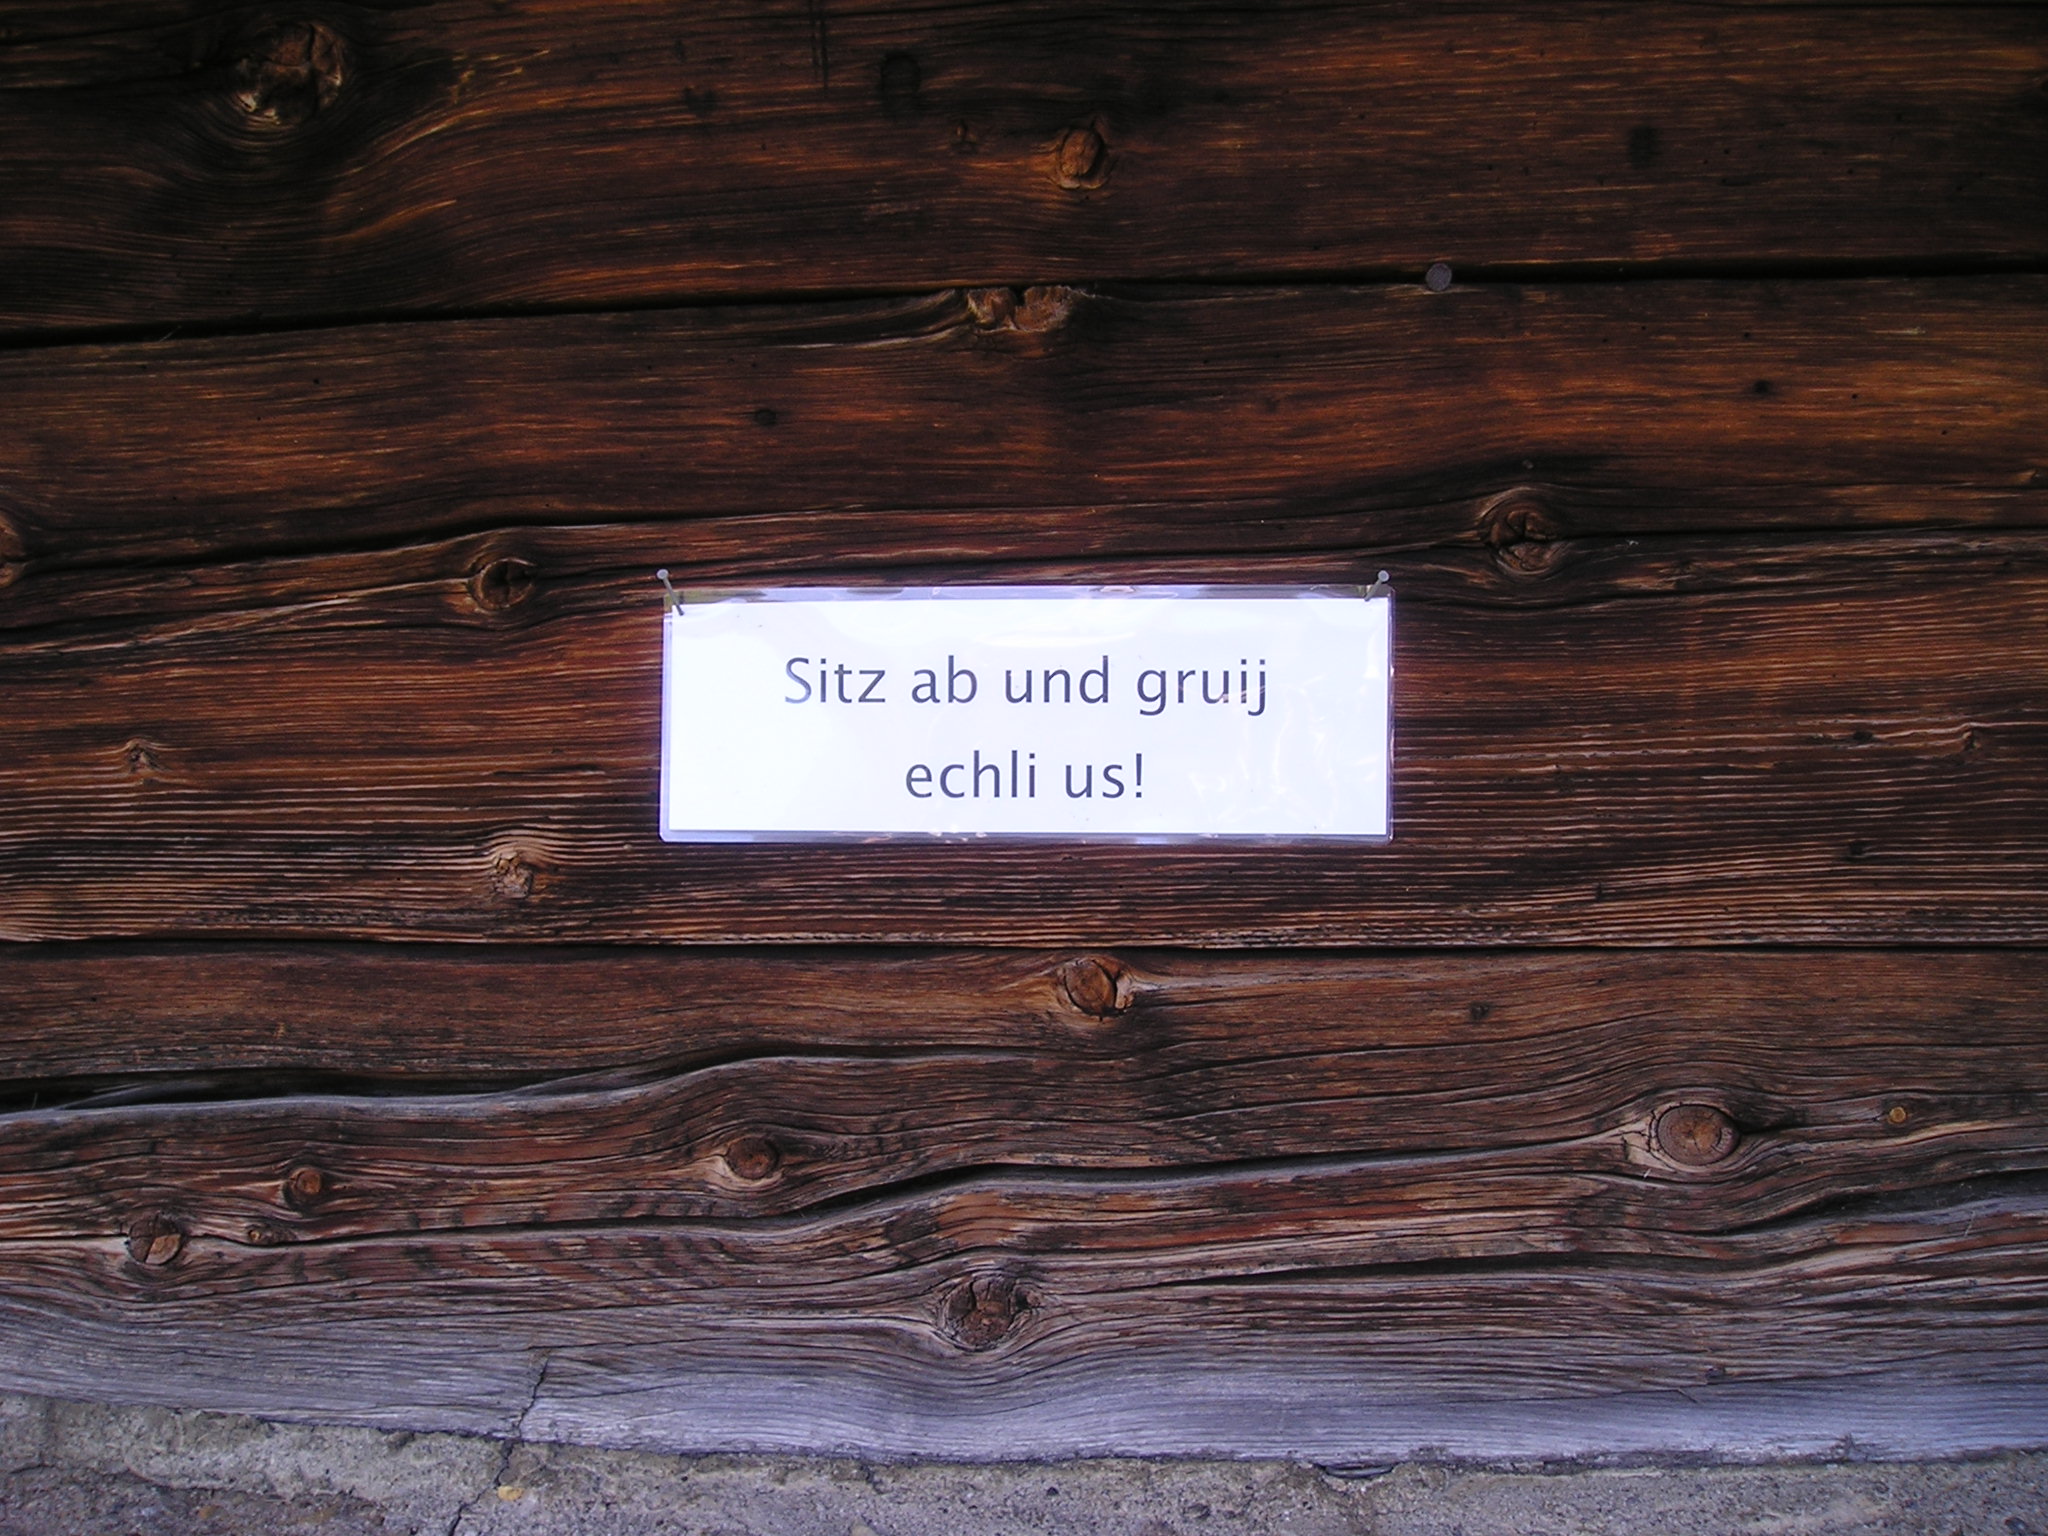 Sitz ab und gruij
echli us!